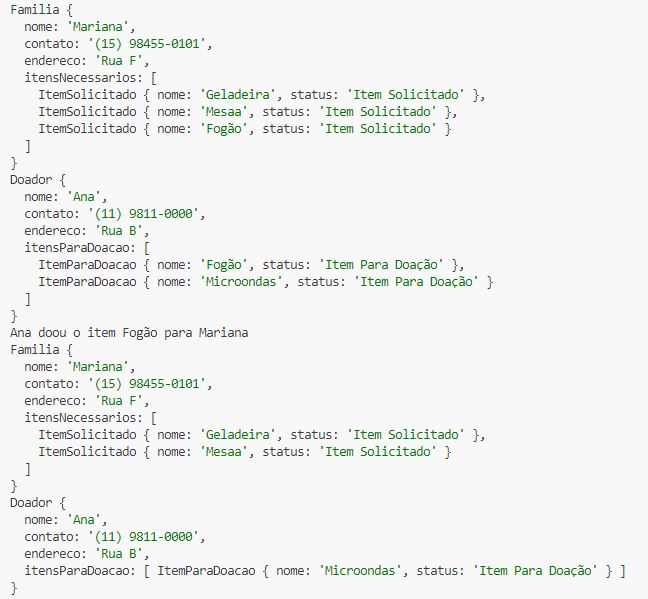 Familia {
  nome: 'Mariana',
  contato: '(15) 98455-0101',
  endereco: 'Rua F',
  itensNecessarios: [
    ItemSolicitado { nome: 'Geladeira', status: 'Item Solicitado' },
    ItemSolicitado { nome: 'Mesaa', status: 'Item Solicitado' },
    ItemSolicitado { nome: 'Fogão', status: 'Item Solicitado' }
  ]
}
Doador {
  nome: 'Ana',
  contato: '(11) 9811-0000',
  endereco: 'Rua B',
  itensParaDoacao: [
    ItemParaDoacao { nome: 'Fogão', status: 'Item Para Doação' },
    ItemParaDoacao { nome: 'Microondas', status: 'Item Para Doação' }
  ]
}
Ana doou o item Fogão para Mariana
Familia {
  nome: 'Mariana',
  contato: '(15) 98455-0101',
  endereco: 'Rua F',
  itensNecessarios: [
    ItemSolicitado { nome: 'Geladeira', status: 'Item Solicitado' },
    ItemSolicitado { nome: 'Mesaa', status: 'Item Solicitado' }
  ]
}
Doador {
  nome: 'Ana',
  contato: '(11) 9811-0000',
  endereco: 'Rua B',
  itensParaDoacao: [ ItemParaDoacao { nome: 'Microondas', status: 'Item Para Doação' } ]
}